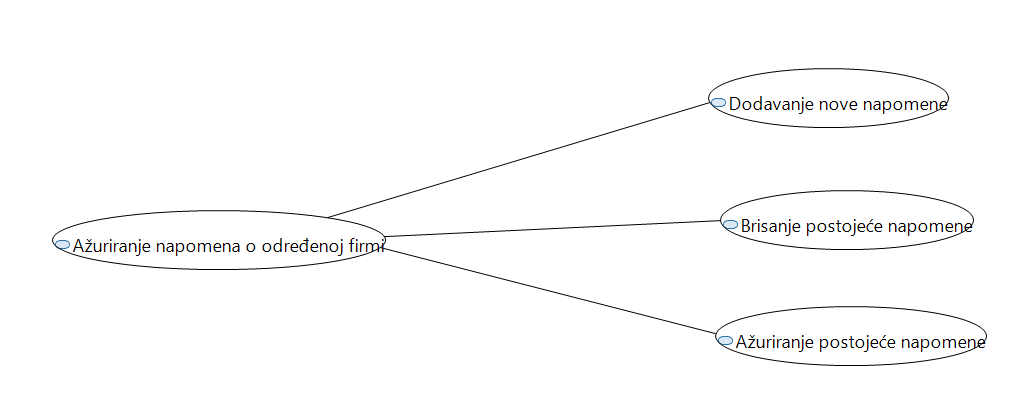 Dodavanje nove napomene
Brisanje postojeće napomene
Ažuriranje napomena o određenoj firmi
Ažuriranje postojeće napomene